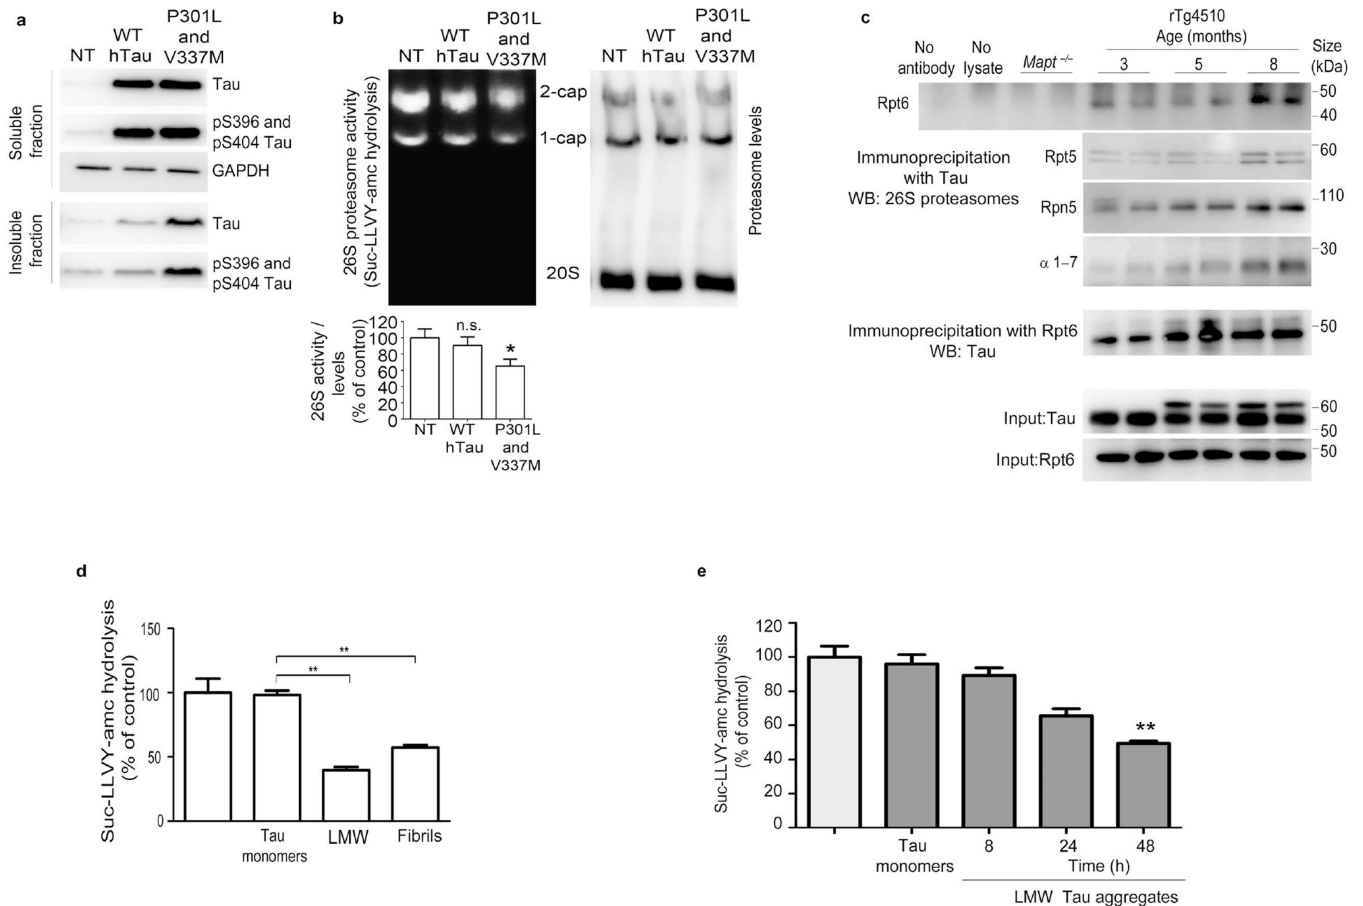 a
NT
WT
hTau
P301L
and
V337M
Soluble
fraction
Tau
pS396 and
pS404 Tau
GAPDH
Insoluble
fraction
Tau
pS396 and
pS404 Tau
b
NT
WT
hTau
P301L
and
V337M
NT
WT
hTau
P301L
and
V337M
26S proteasome activity
(Suc-LLVY-amc hydrolysis)
2-cap
1-cap
20S
Proteasome levels
26S activity /
levels
(% of control)
120
100
80
60
40
20
0
n.s.
*
NT
WT
hTau
P301L
and
V337M
c
rTg4510
Age (months)
No
antibody
No
lysate
Mapt –/–
3
5
8
Size
(kDa)
Rpt6
50
40
Immunoprecipitation
with Tau
WB: 26S proteasomes
Rpt5
60
Rpn5
110
α 1–7
30
Immunoprecipitation with Rpt6
WB: Tau
50
Input:Tau
60
50
Input:Rpt6
50
d
Suc-LLVY-amc hydrolysis
(% of control)
150
100
50
0
**
**
Tau
monomers
LMW
Fibrils
e
Suc-LLVY-amc hydrolysis
(% of control)
120
100
80
60
40
20
0
**
Tau
monomers
8
24
48
Time (h)
LMW Tau aggregates